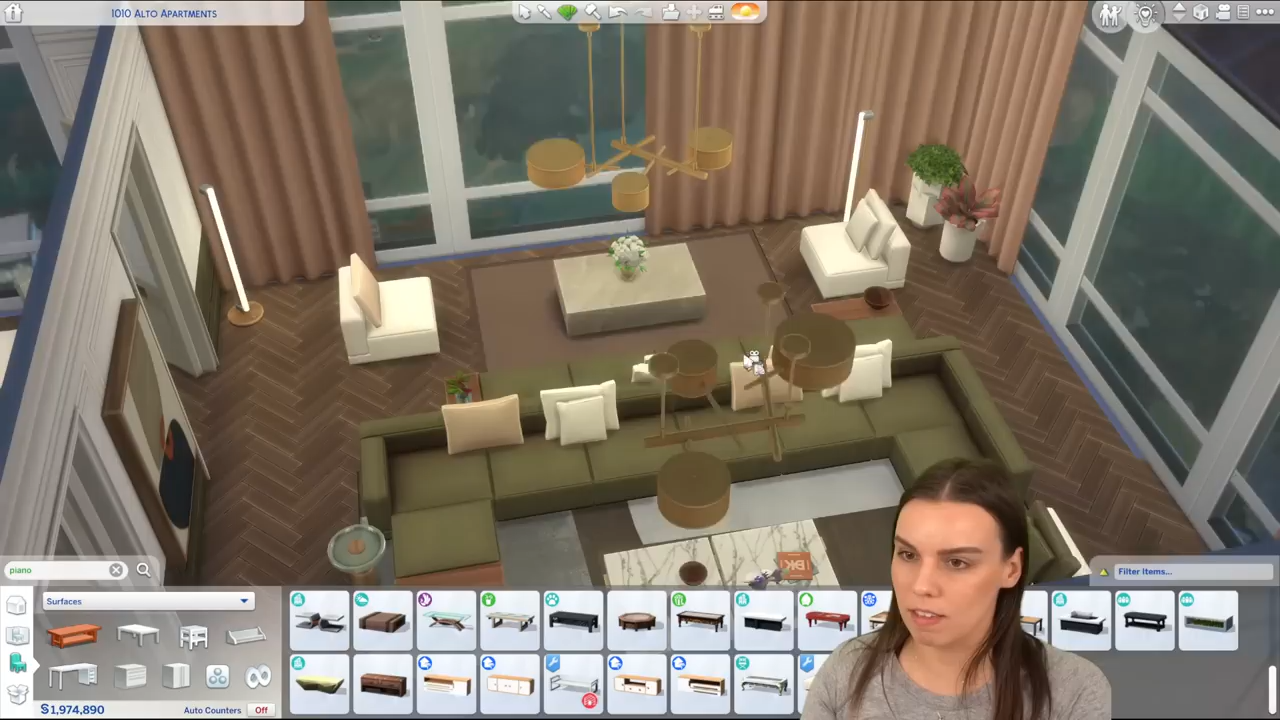 1010 ALTO APARTMENTS
piano
Filter Items...
Surfaces
§1,974,890
Auto Counters
Off